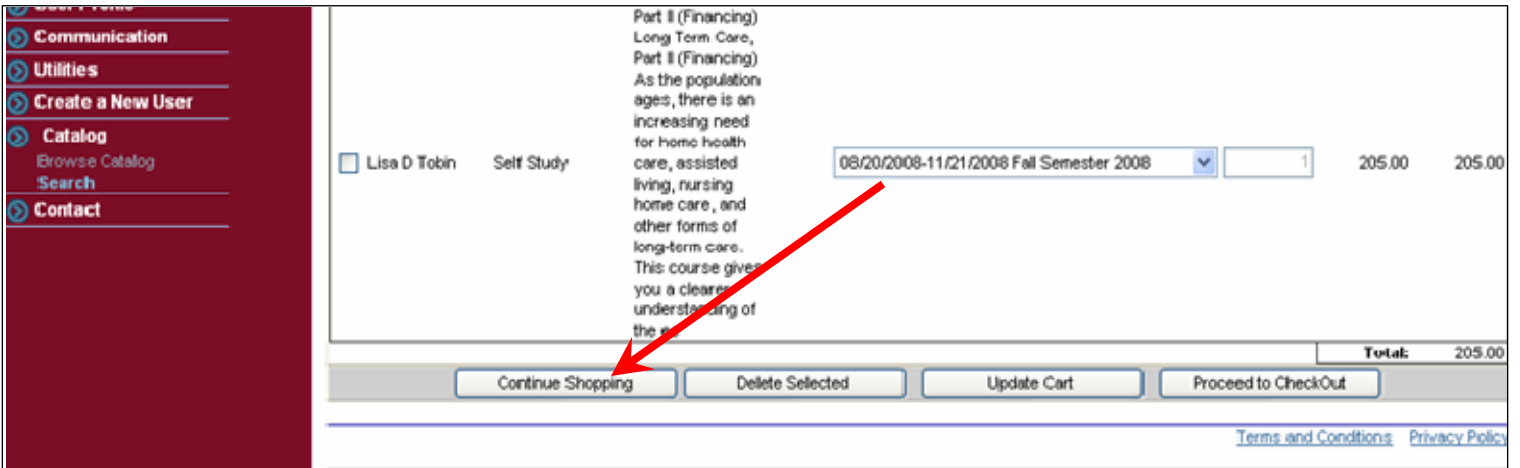 User Profile
Communication
Utilities
Create a New User
Catalog
Browse Catalog
Search
Contact
Part II (Financing)
Long Term Care,
Part II (Financing)
As the population
ages, there is an
increasing need
for home health
care, assisted
living, nursing
home care, and
other forms of
long-term care.
This course gives
you a clearer
understanding of
the
Lisa D Tobin
Self Study
08/20/2008-11/21/2008 Fall Semester 2008
1
205.00
205.00
Total:
205.00
Continue Shopping
Delete Selected
Update Cart
Proceed to CheckOut
Terms and Conditions
Privacy Policy